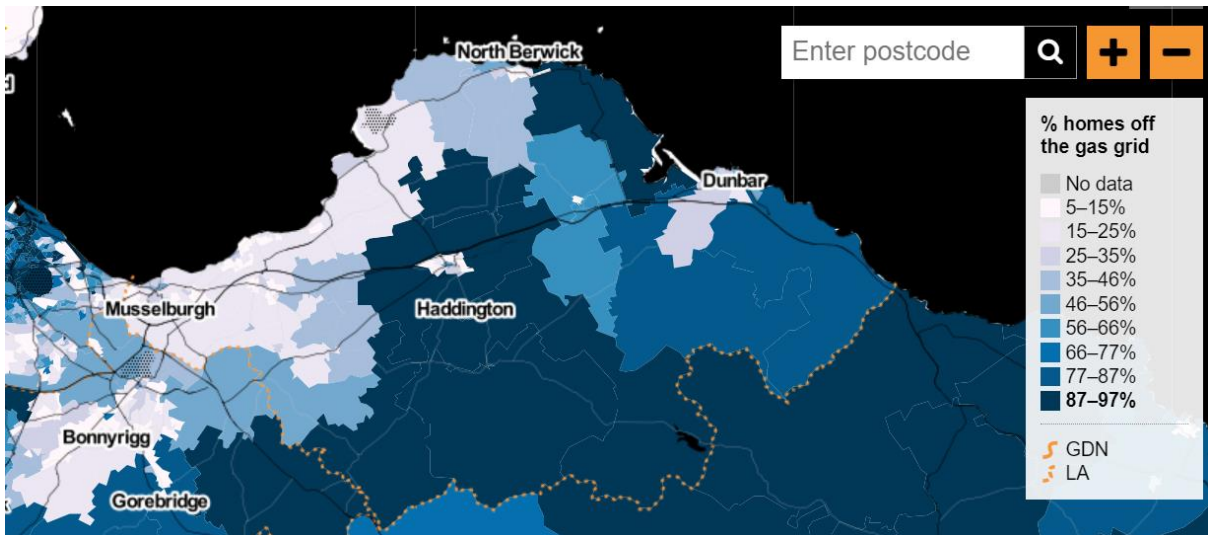 North Berwick
Enter postcode
d
% homes off
the gas grid
No data
5–15%
15–25%
25–35%
35–46%
46–56%
56–66%
66–77%
77–87%
87–97%
GDN
LA
Dunbar
Musselburgh
Haddington
Bonnyrigg
Gorebridge
k